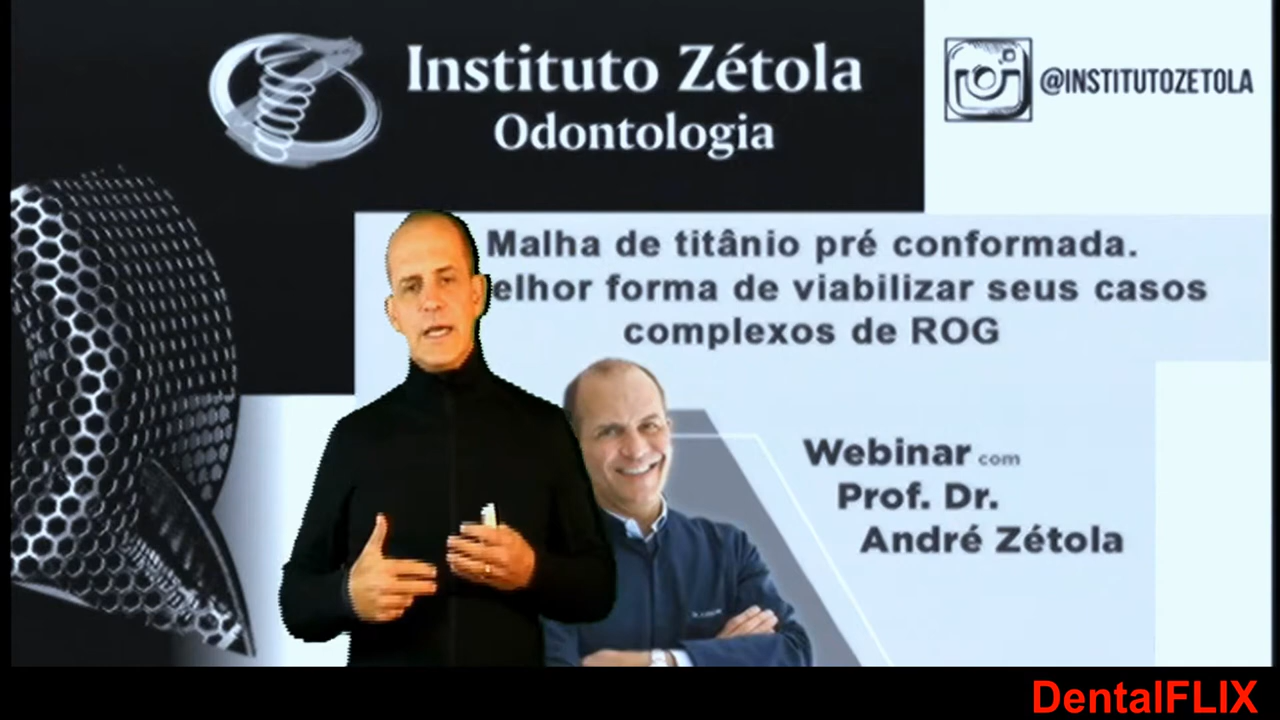 Instituto Zétola
Odontologia
@INSTITUTOZETOLA
Malha de titânio pré conformada.
elhor forma de viabilizar seus casos
complexos de ROG
Webinar com
Prof. Dr.
André Zétola
DentalFLIX